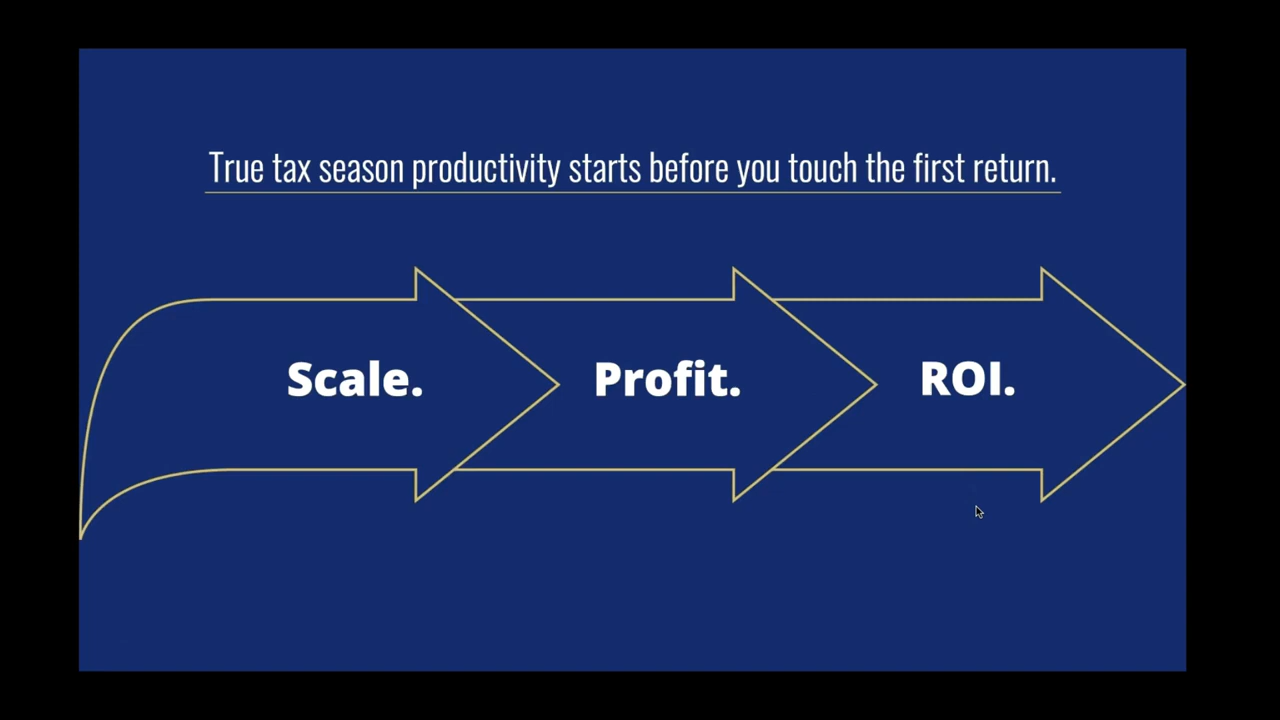 True tax season productivity starts before you touch the first return.
Scale. Profit. ROI.